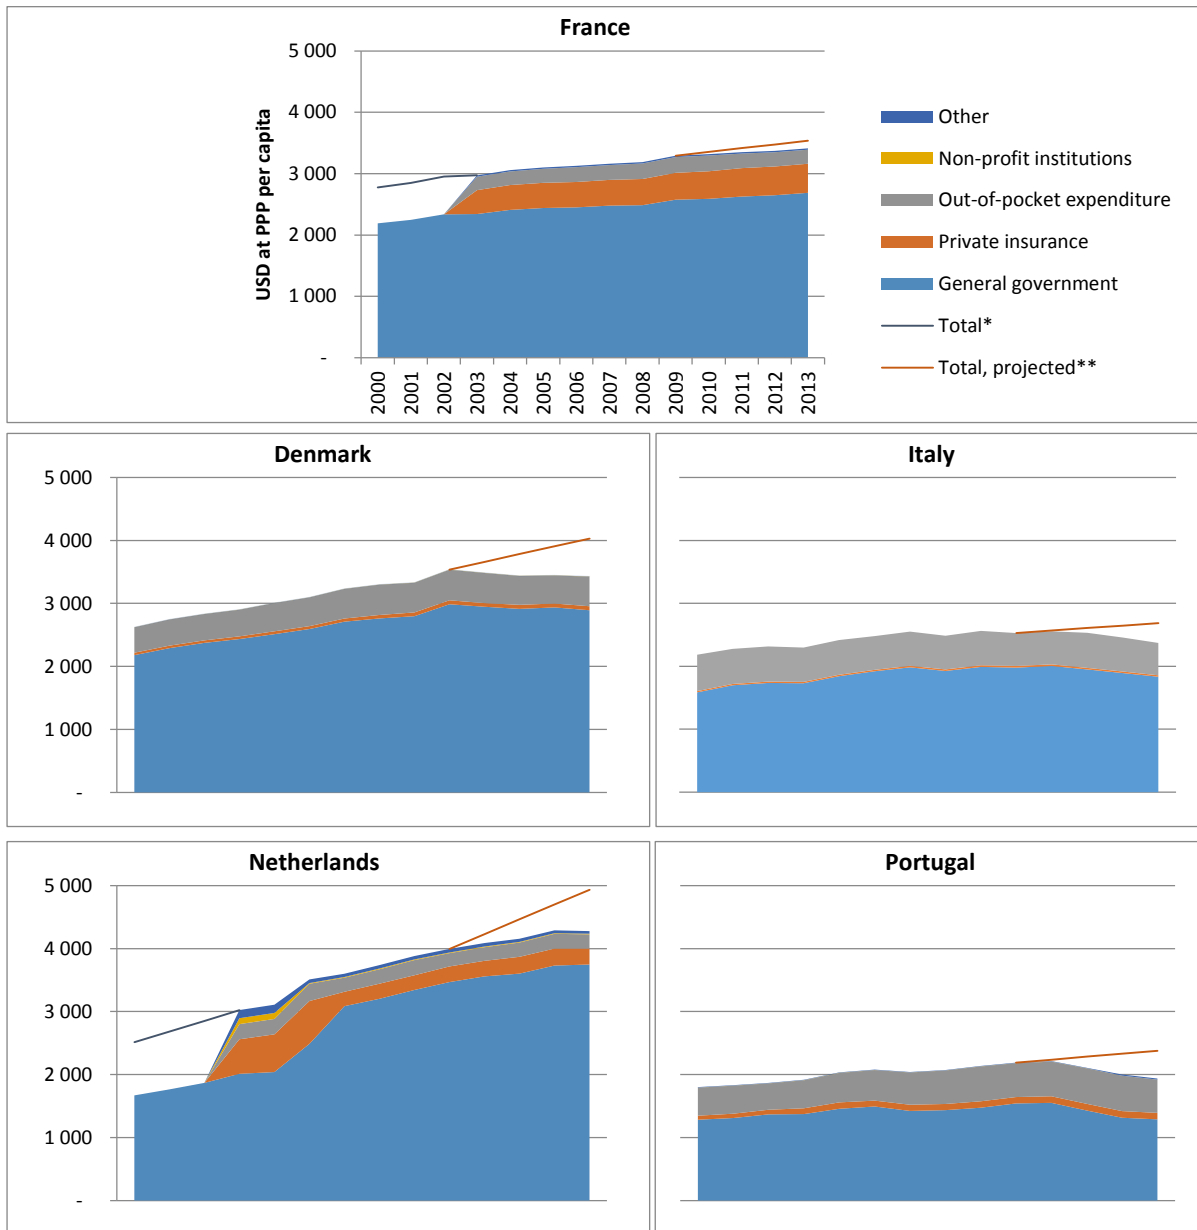 France
USD at PPP per capita
5 000
4 000
3 000
2 000
1 000
-
2000
2001
2002
2003
2004
2005
2006
2007
2008
2009
2010
2011
2012
2013
Other
Non-profit institutions
Out-of-pocket expenditure
Private insurance
General government
Total*
Total, projected**
Denmark
5 000
4 000
3 000
2 000
1 000
-
Italy
Netherlands
5 000
4 000
3 000
2 000
1 000
-
Portugal